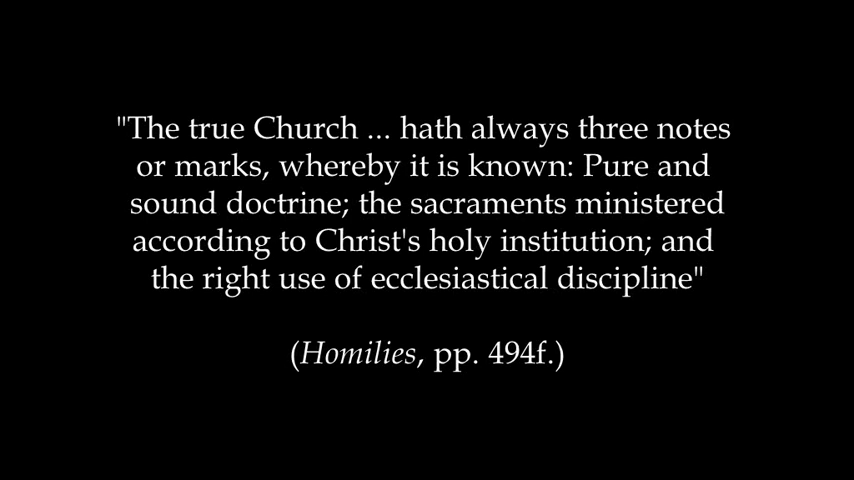 "The true Church ... hath always three notes
or marks, whereby it is known: Pure and
sound doctrine; the sacraments ministered
according to Christ's holy institution; and
the right use of ecclesiastical discipline"
(Homilies, pp. 494f.)